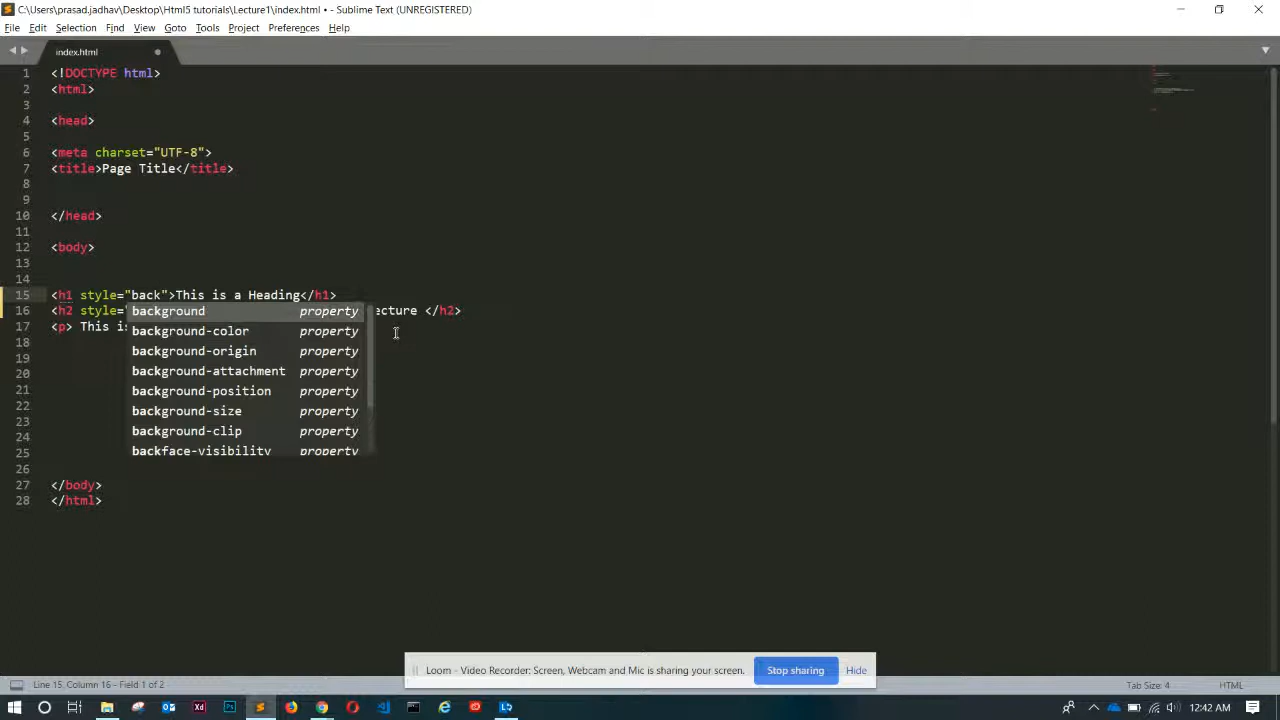 C:\Users\prasad.jadhav\Desktop\Html5 tutorials\Lecture1\index.html • - Sublime Text (UNREGISTERED)
File Edit Selection Find View Goto Tools Project Preferences Help
index.html
1 <!DOCTYPE html>
2 <html>
3
4 <head>
5
6 <meta charset="UTF-8">
7 <title>Page Title</title>
8
9
10 </head>
11
12 <body>
13
14
15 <h1 style="back">This is a Heading</h1>
16 <h2 style=" ecture </h2>
17 <p> This is
background property
background-color property
background-origin property
background-attachment property
background-position property
background-size property
background-clip property
backface-visibility property
18
19
20
21
22
23
24
25
26
27 </body>
28 </html>
Loom - Video Recorder: Screen, Webcam and Mic is sharing your screen. Stop sharing Hide
Line 15, Column 16 - Field 1 of 2 Tab Size: 4 HTML
12:42 AM